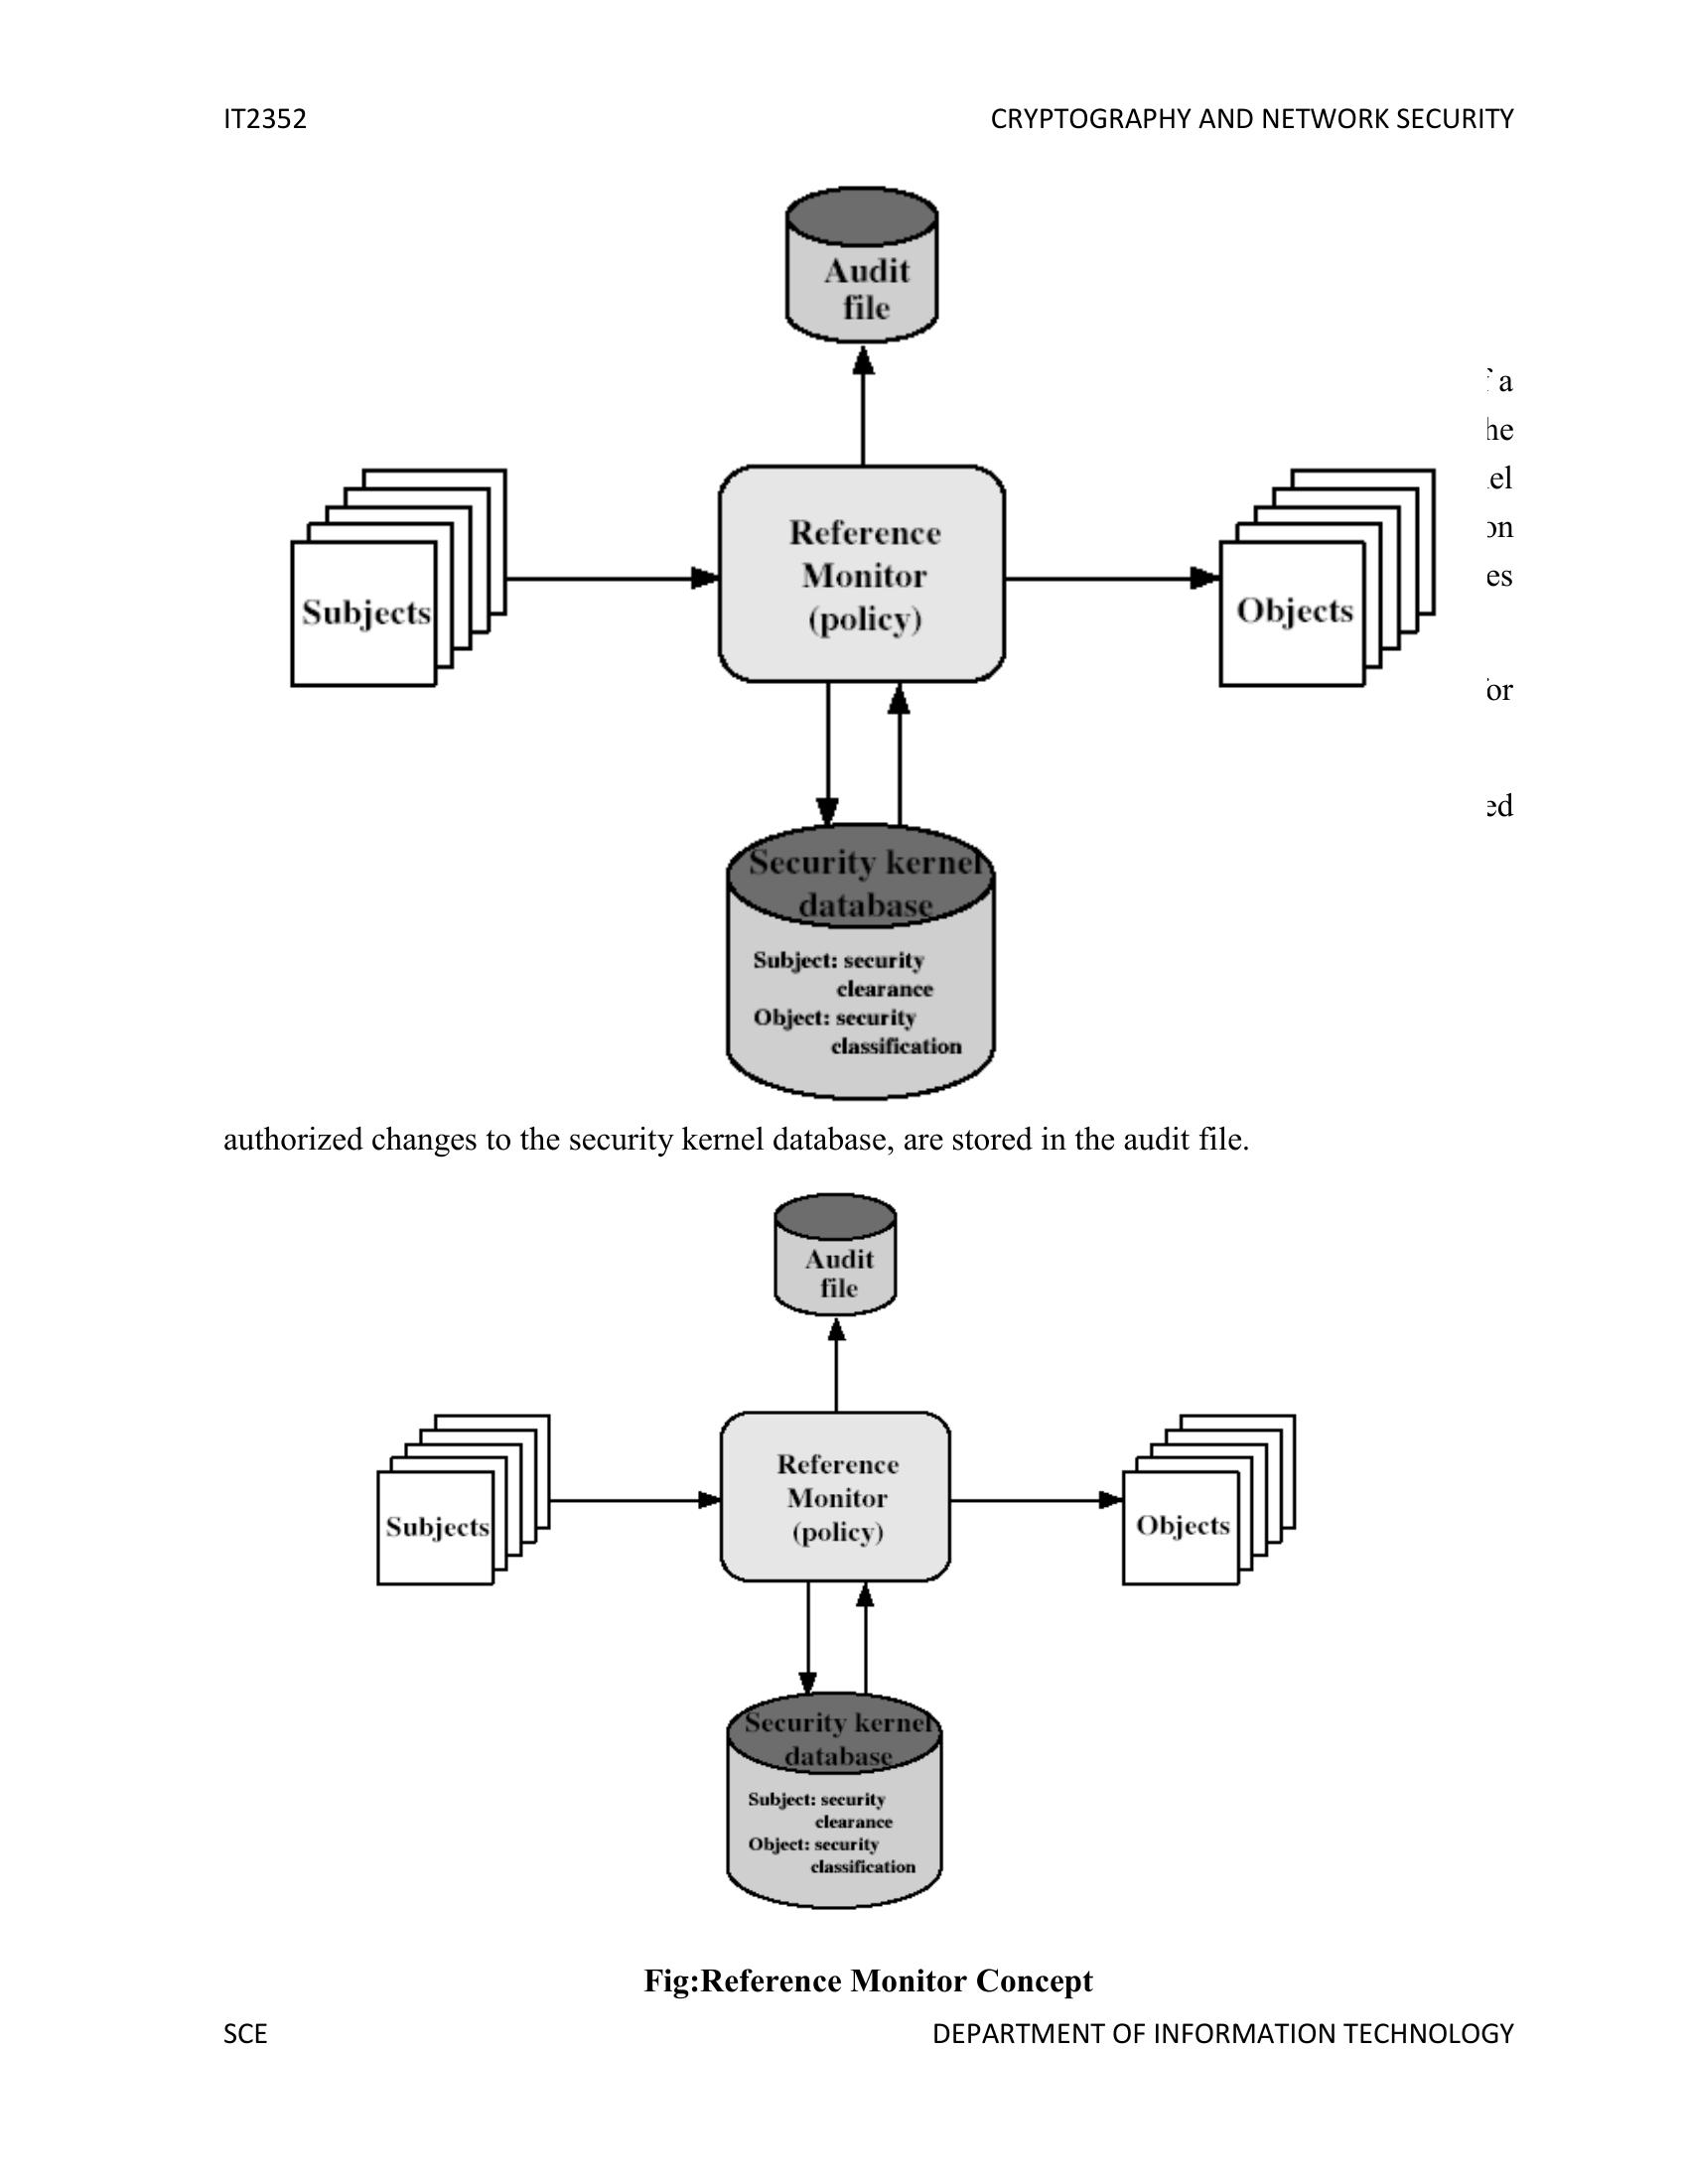 IT2352 CRYPTOGRAPHY AND NETWORK SECURITY
Audit
file
a
Reference
Monitor
(policy)
Subjects
Objects
Security kernel
database
Subject: security
clearance
Object: security
classification
authorized changes to the security kernel database, are stored in the audit file.
Audit
file
Reference
Monitor
(policy)
Subjects
Objects
Security kernel
database
Subject: security
clearance
Object: security
classification
Fig:Reference Monitor Concept
SCE DEPARTMENT OF INFORMATION TECHNOLOGY